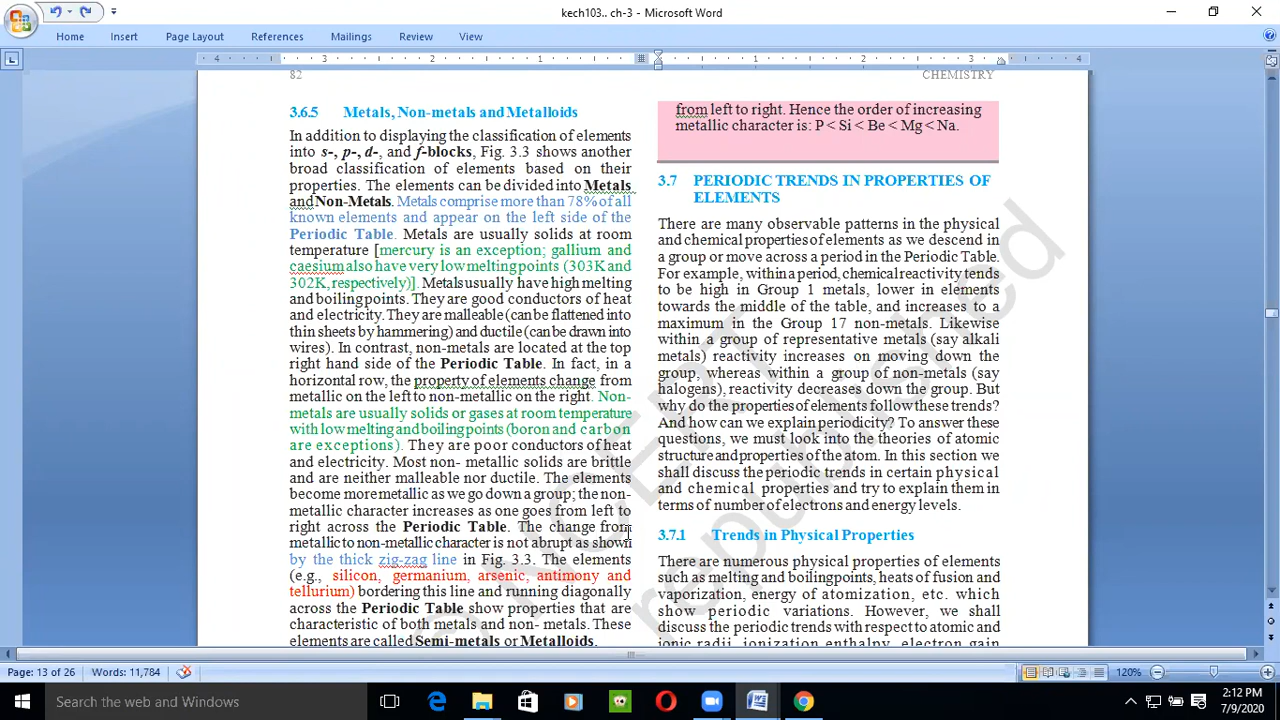 kech103.. ch-3 - Microsoft Word
Home Insert Page Layout References Mailings Review View
4 3 2 1 1 2 3 4
82
CHEMISTRY
3.6.5 Metals, Non-metals and Metalloids
In addition to displaying the classification of elements
into s-, p-, d-, and f-blocks, Fig. 3.3 shows another
broad classification of elements based on their
properties. The elements can be divided into Metals
and Non-Metals. Metals comprise more than 78% of all
known elements and appear on the left side of the
Periodic Table. Metals are usually solids at room
temperature [mercury is an exception; gallium and
caesium also have very low melting points (303K and
302K, respectively)]. Metals usually have high melting
and boiling points. They are good conductors of heat
and electricity. They are malleable (can be flattened into
thin sheets by hammering) and ductile (can be drawn into
wires). In contrast, non-metals are located at the top
right hand side of the Periodic Table. In fact, in a
horizontal row, the property of elements change from
metallic on the left to non-metallic on the right. Non-
metals are usually solids or gases at room temperature
with low melting and boiling points (boron and carbon
are exceptions). They are poor conductors of heat
and electricity. Most non- metallic solids are brittle
and are neither malleable nor ductile. The elements
become more metallic as we go down a group; the non-
metallic character increases as one goes from left to
right across the Periodic Table. The change from
metallic to non-metallic character is not abrupt as shown
by the thick zig-zag line in Fig. 3.3. The elements
(e.g., silicon, germanium, arsenic, antimony and
tellurium) bordering this line and running diagonally
across the Periodic Table show properties that are
characteristic of both metals and non- metals. These
elements are called Semi-metals or Metalloids.
from left to right. Hence the order of increasing
metallic character is: P < Si < Be < Mg < Na.
3.7 PERIODIC TRENDS IN PROPERTIES OF
ELEMENTS
There are many observable patterns in the physical
and chemical properties of elements as we descend in
a group or move across a period in the Periodic Table.
For example, within a period, chemical reactivity tends
to be high in Group 1 metals, lower in elements
towards the middle of the table, and increases to a
maximum in the Group 17 non-metals. Likewise
within a group of representative metals (say alkali
metals) reactivity increases on moving down the
group, whereas within a group of non-metals (say
halogens), reactivity decreases down the group. But
why do the properties of elements follow these trends?
And how can we explain periodicity? To answer these
questions, we must look into the theories of atomic
structure and properties of the atom. In this section we
shall discuss the periodic trends in certain physical
and chemical properties and try to explain them in
terms of number of electrons and energy levels.
3.7.1 Trends in Physical Properties
There are numerous physical properties of elements
such as melting and boiling points, heats of fusion and
vaporization, energy of atomization, etc. which
show periodic variations. However, we shall
discuss the periodic trends with respect to atomic and
ionic radii, ionization enthalpy, electron gain
Page: 13 of 26 Words: 11,784
120%
Search the web and Windows
2:12 PM
7/9/2020